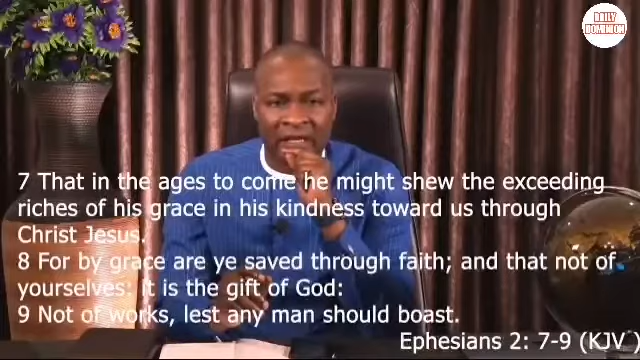 DAILY
DOMINION
7 That in the ages to come he might shew the exceeding
riches of his grace in his kindness toward us through
Christ Jesus.
8 For by grace are ye saved through faith; and that not of
yourselves: it is the gift of God:
9 Not of works, lest any man should boast.
Ephesians 2: 7-9 (KJV )